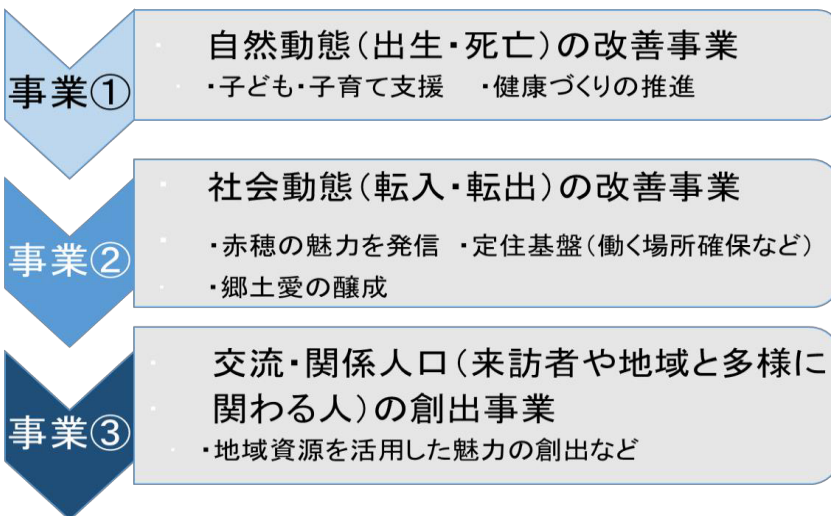 事業①
自然動態(出生・死亡)の改善事業
・子ども・子育て支援 ・健康づくりの推進
事業②
社会動態(転入・転出)の改善事業
・赤穂の魅力を発信 ・定住基盤(働く場所確保など)
・郷土愛の醸成
事業③
交流・関係人口(来訪者や地域と多様に
関わる人)の創出事業
・地域資源を活用した魅力の創出など